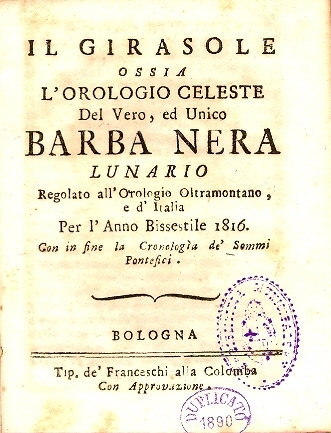 IL GIRASOLE
OSSIA
L'OROLOGIO CELESTE
Del Vero, ed Unico
BARBA NERA
LUNARIO
Regolato all'Orologio Oltramontano,
e d'Italia
Per l'Anno Bissestile 1816.
Con in fine la Cronologìa de' Sommi
Pontefici.
BOLOGNA
Tip. de' Franceschi alla Colomba
Con Approvazione.
DUPLICATO
1890